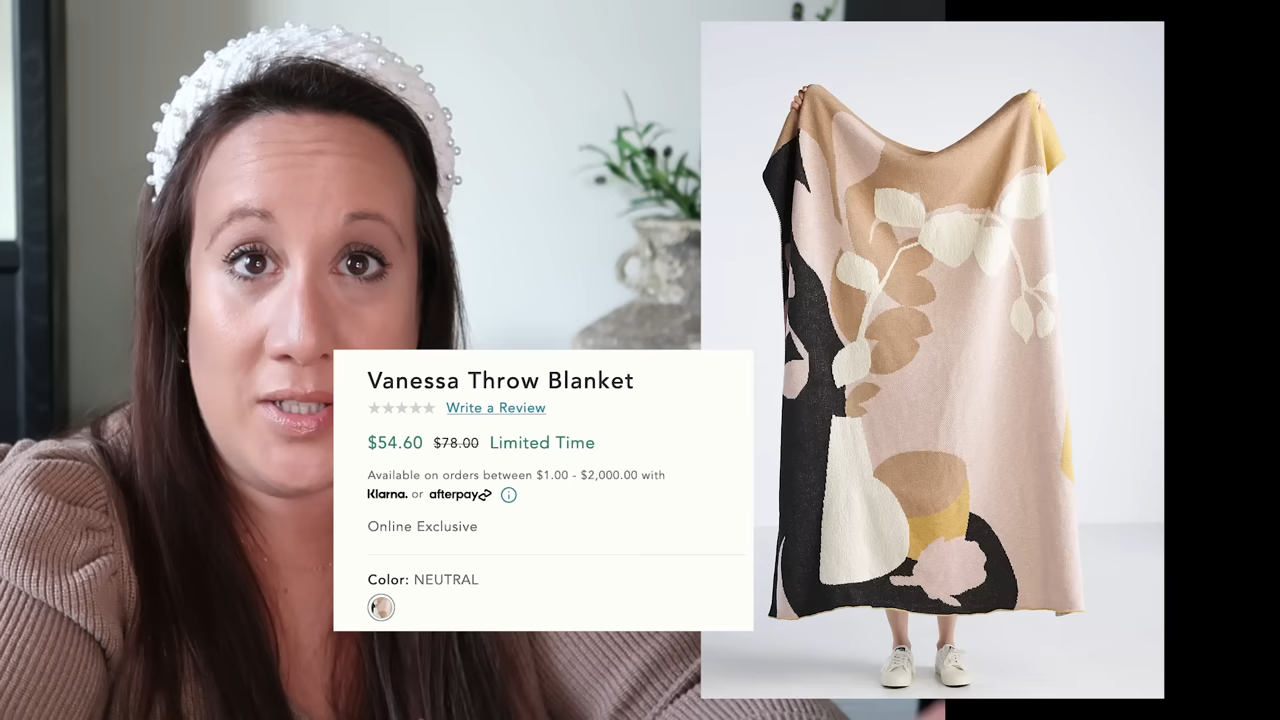 Vanessa Throw Blanket
Write a Review
$54.60 $78.00 Limited Time
Available on orders between $1.00 - $2,000.00 with
Klarna. or afterpay
Online Exclusive
Color: NEUTRAL